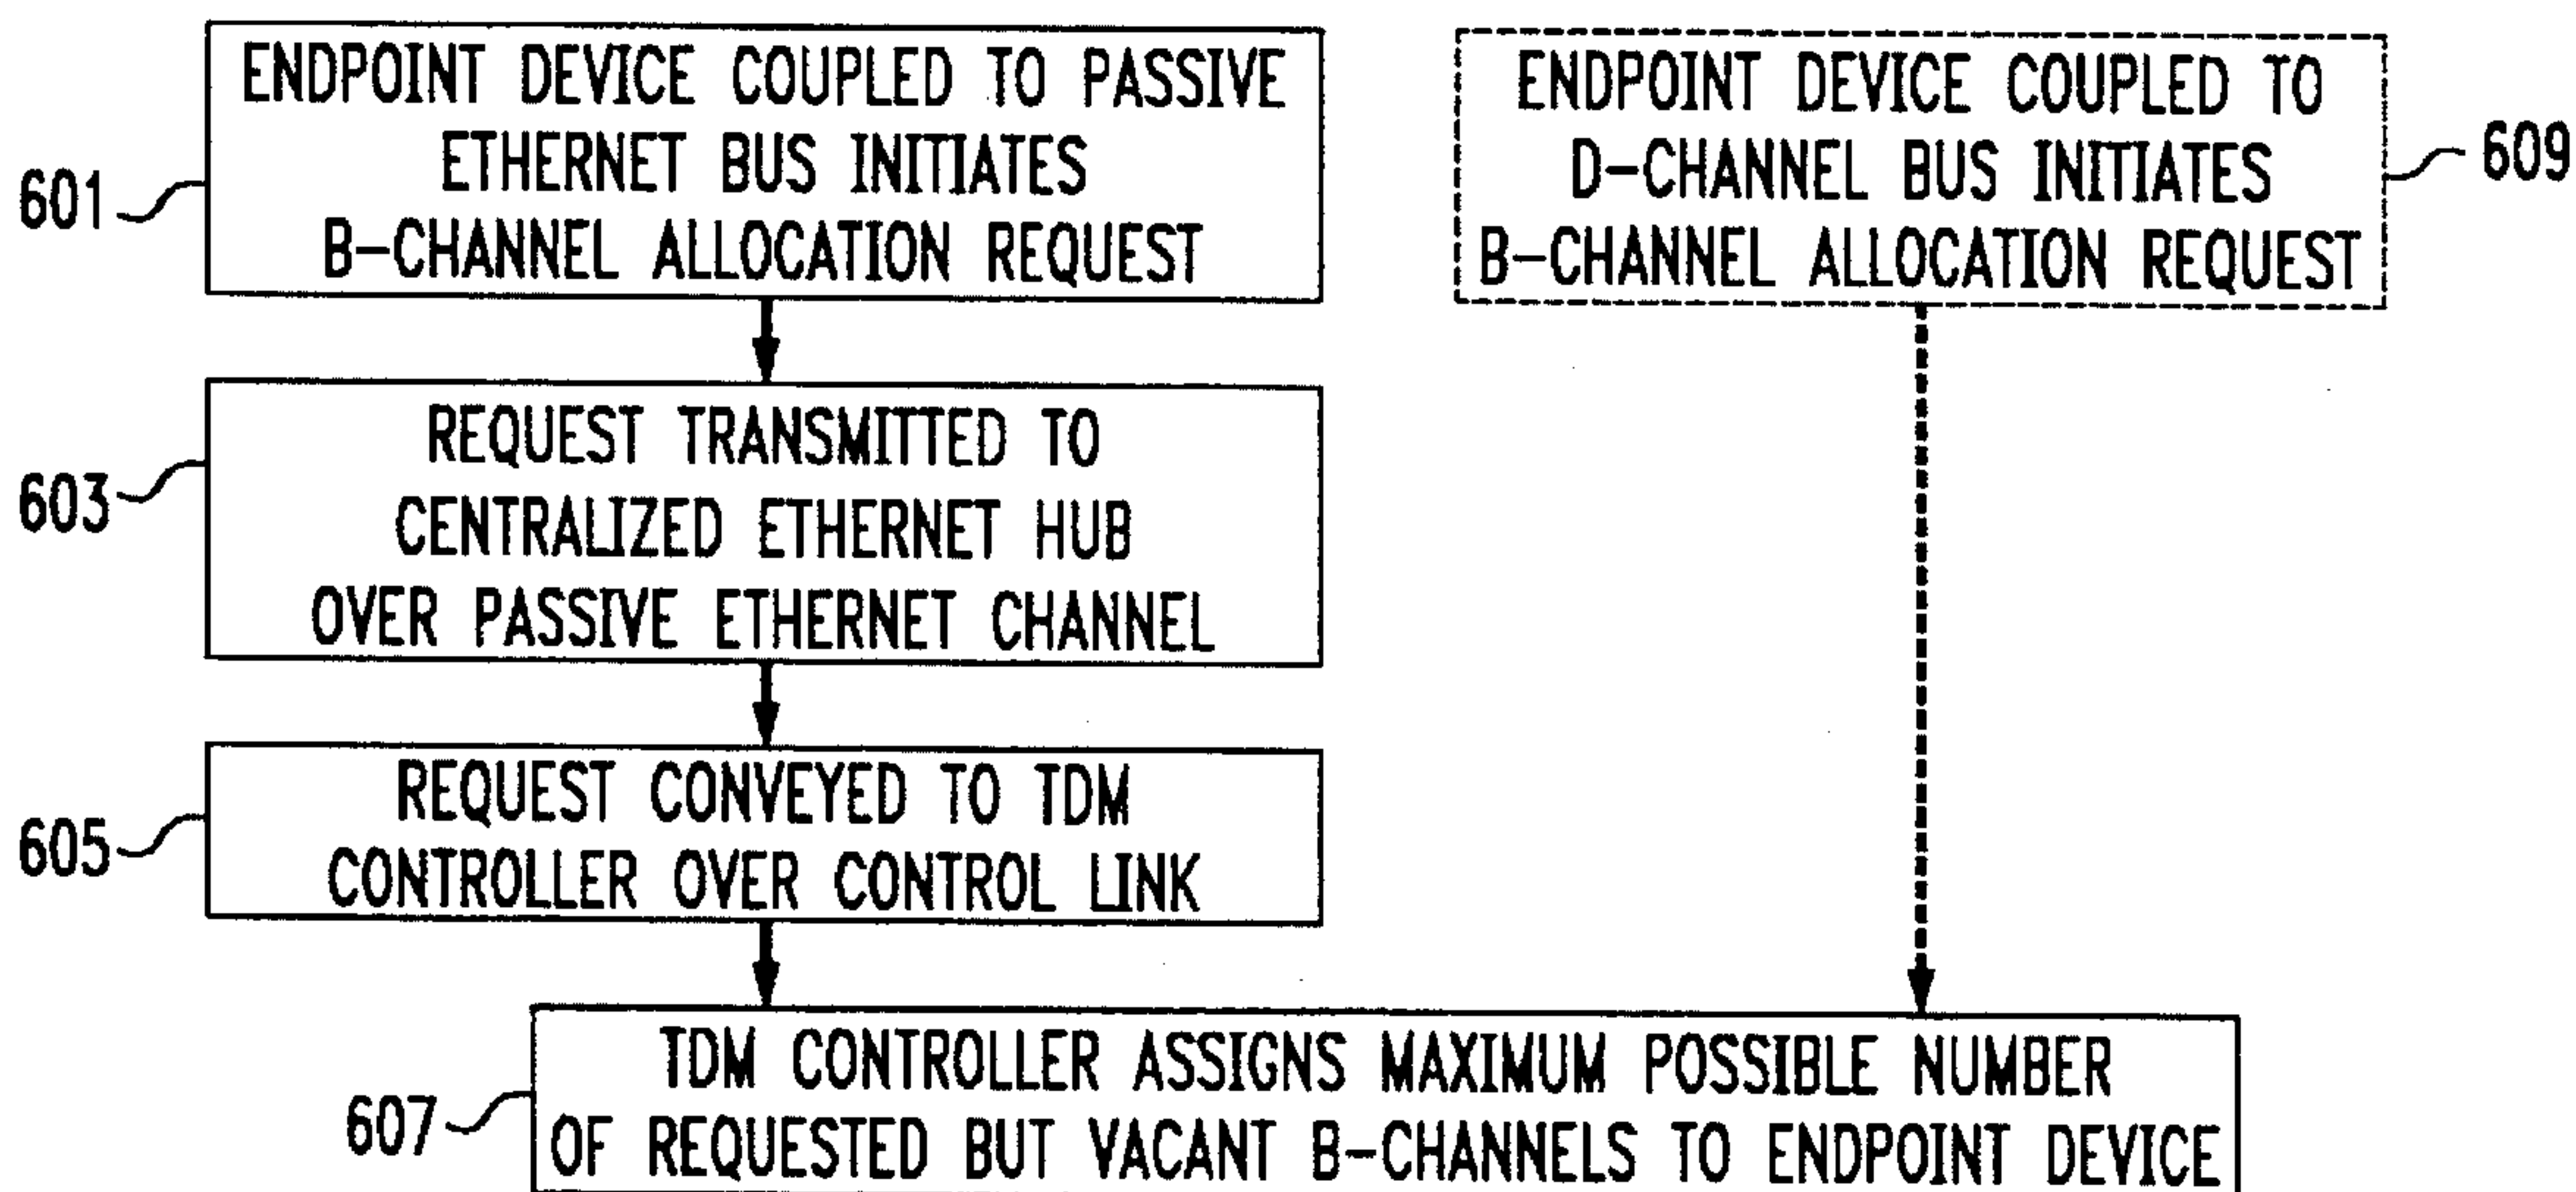 601
ENDPOINT DEVICE COUPLED TO PASSIVE
ETHERNET BUS INITIATES
B-CHANNEL ALLOCATION REQUEST
609
ENDPOINT DEVICE COUPLED TO
D-CHANNEL BUS INITIATES
B-CHANNEL ALLOCATION REQUEST
603
REQUEST TRANSMITTED TO
CENTRALIZED ETHERNET HUB
OVER PASSIVE ETHERNET CHANNEL
605
REQUEST CONVEYED TO TDM
CONTROLLER OVER CONTROL LINK
607
TDM CONTROLLER ASSIGNS MAXIMUM POSSIBLE NUMBER
OF REQUESTED BUT VACANT B-CHANNELS TO ENDPOINT DEVICE